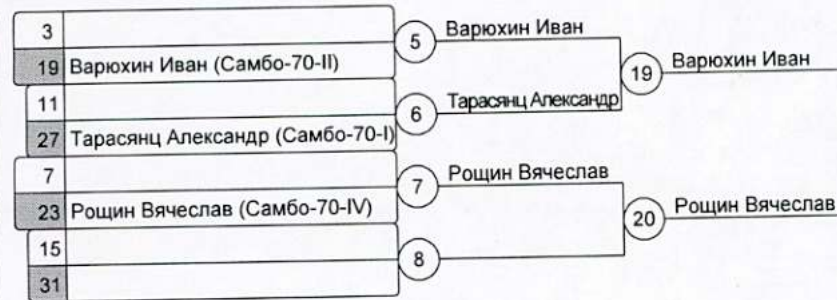 3
5
Варюхин Иван
19 Варюхин Иван (Самбо-70-II)
19
Варюхин Иван
11
6
Тарасянц Александр
27 Тарасянц Александр (Самбо-70-I)
7
7
Рощин Вячеслав
23 Рощин Вячеслав (Самбо-70-IV)
20
Рощин Вячеслав
15
8
31